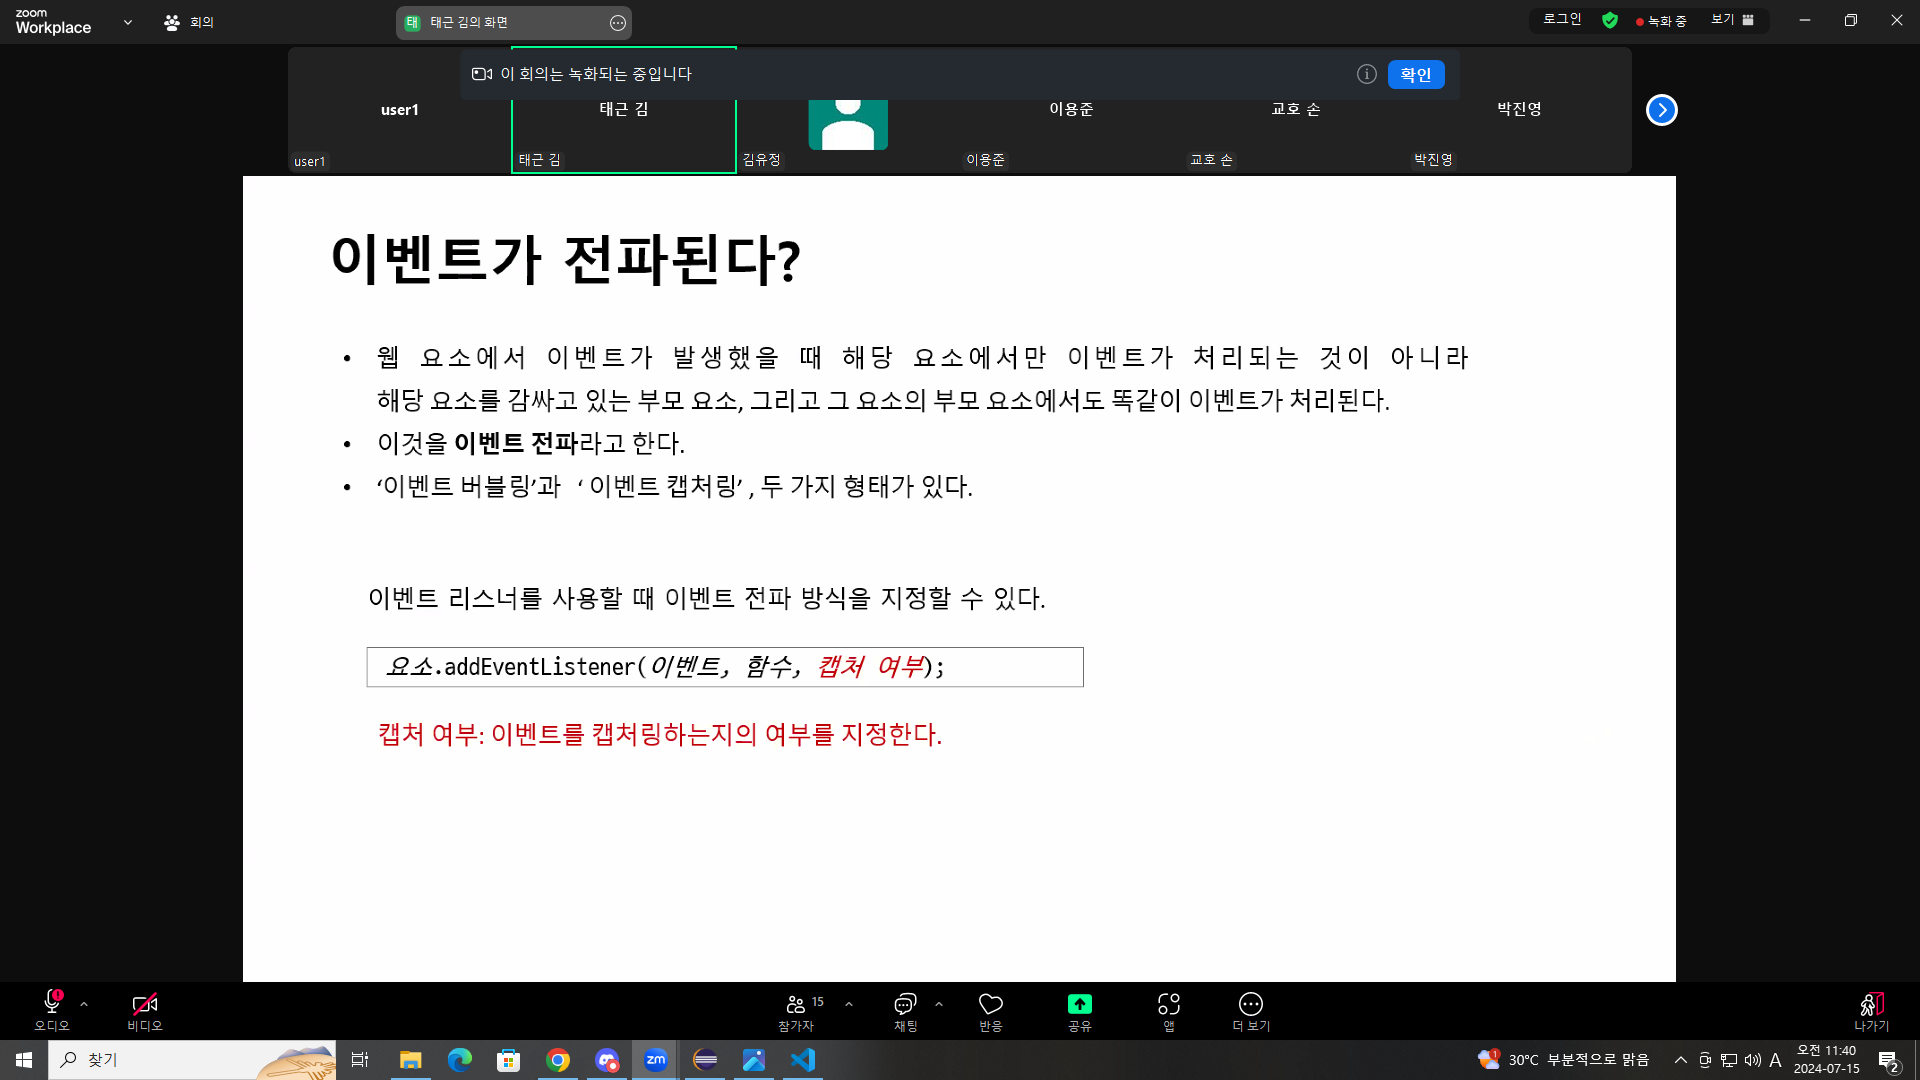 zoom
Workplace
회의
태 태근 김의 화면
로그인
녹화 중
보기
이 회의는 녹화되는 중입니다
확인
user1
태근 김
이용준
교호 손
박진영
user1
태근 김
김유정
이용준
교호 손
박진영
이벤트가 전파된다?
• 웹 요소에서 이벤트가 발생했을 때 해당 요소에서만 이벤트가 처리되는 것이 아니라
해당 요소를 감싸고 있는 부모 요소, 그리고 그 요소의 부모 요소에서도 똑같이 이벤트가 처리된다.
• 이것을 이벤트 전파라고 한다.
• ‘이벤트 버블링’과 ‘ 이벤트 캡처링’ , 두 가지 형태가 있다.
이벤트 리스너를 사용할 때 이벤트 전파 방식을 지정할 수 있다.
요소.addEventListener(이벤트, 함수, 캡처 여부);
캡처 여부: 이벤트를 캡처링하는지의 여부를 지정한다.
오디오
비디오
참가자
15
채팅
반응
공유
앱
더 보기
나가기
찾기
zm
1
30°C 부분적으로 맑음
A
오전 11:40
2024-07-15
2